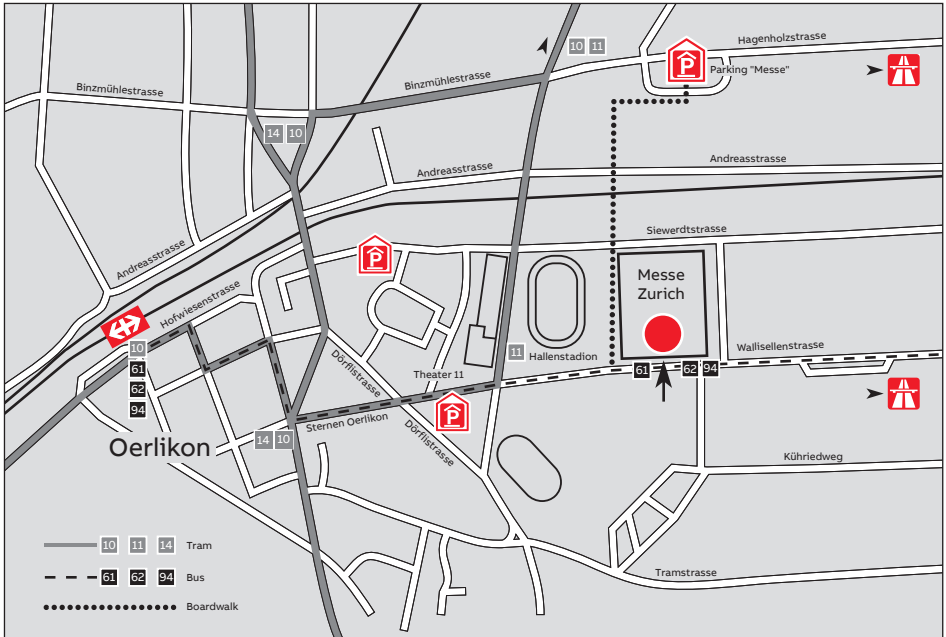 10 11
Hagenholzstrasse
P
Parking "Messe"
Binzmühlestrasse
Binzmühlestrasse
14 10
Andreasstrasse
Andreasstrasse
Siewerdtstrasse
Andreasstrasse
P
Messe
Zurich
Hofwiesenstrasse
10
61
62
94
11
Hallenstadion
Wallisellenstrasse
Dörflistrasse
Theater 11
61
62 94
P
Sternen Oerlikon
Dörflistrasse
14 10
Oerlikon
Kühriedweg
10 11 14 Tram
61 62 94 Bus
Boardwalk
Tramstrasse